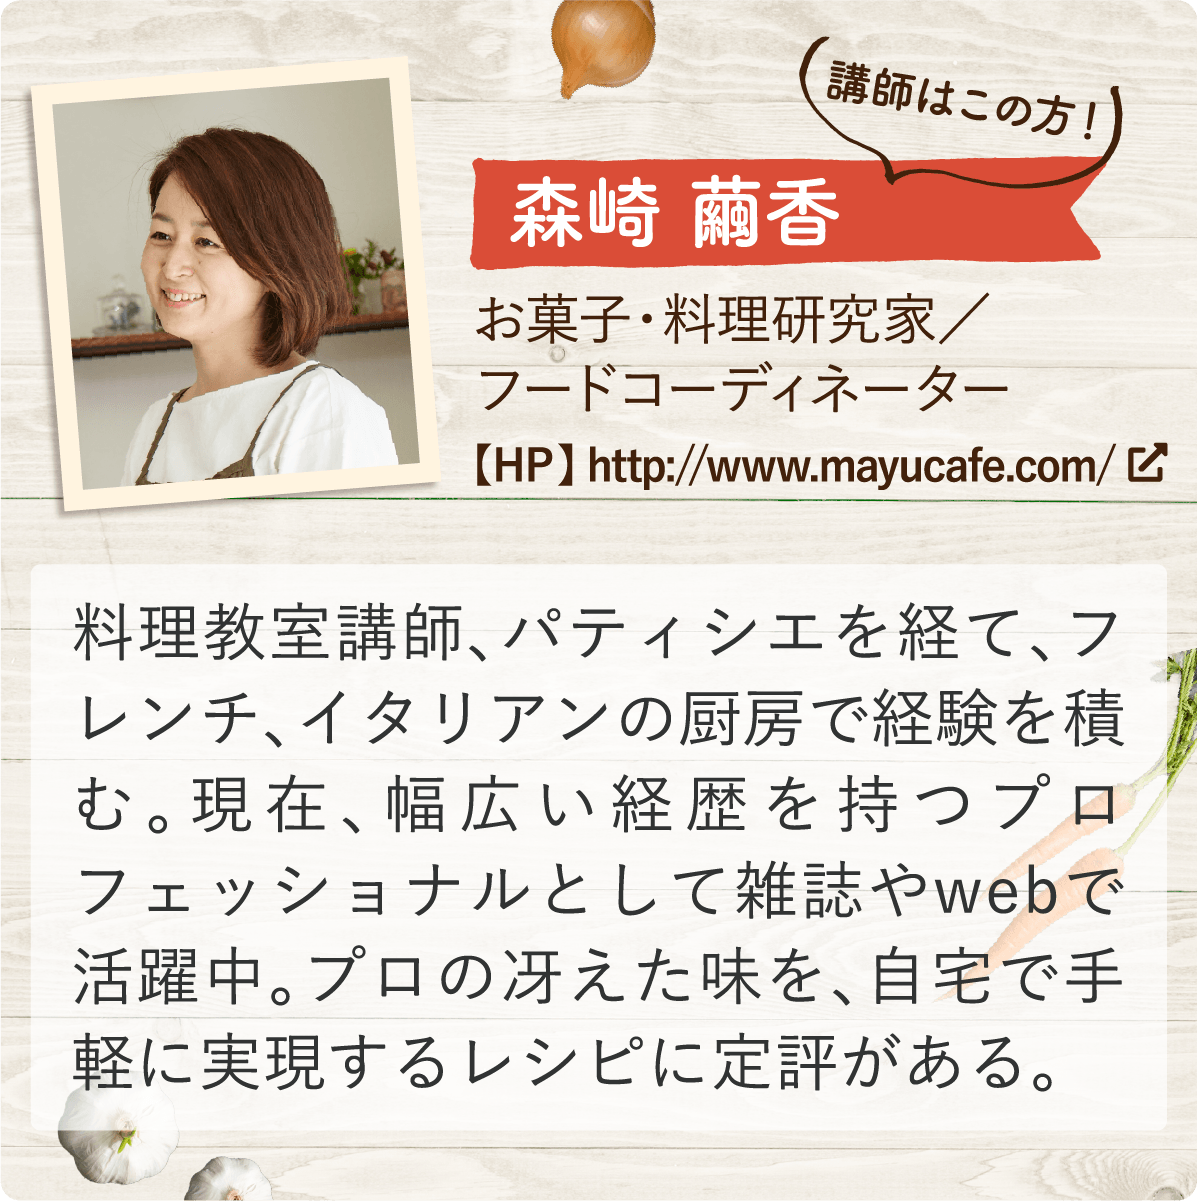 講師はこの方！
森崎 繭香
お菓子・料理研究家／
フードコーディネーター
【HP】http://www.mayucafe.com/
料理教室講師、パティシエを経て、フ
レンチ、イタリアンの厨房で経験を積
む。現在、幅広い経歴を持つプロ
フェッショナルとして雑誌やwebで
活躍中。プロの冴えた味を、自宅で手
軽に実現するレシピに定評がある。